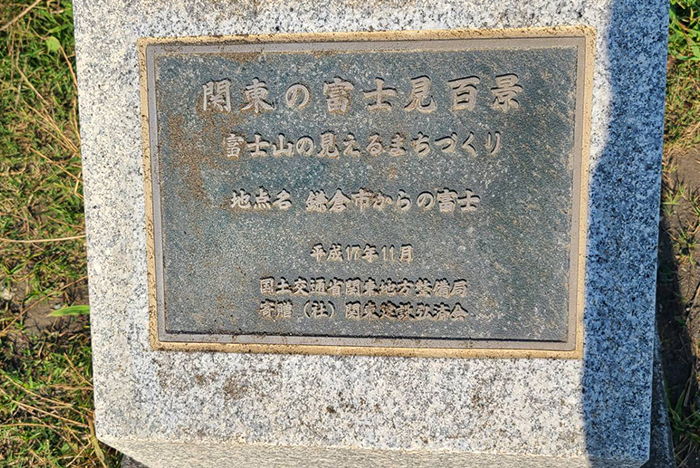 関東の富士見百景
富士山の見えるまちづくり
地点名 鎌倉市からの富士
平成17年11月
国土交通省関東地方整備局
寄贈（社）関東建設弘済会